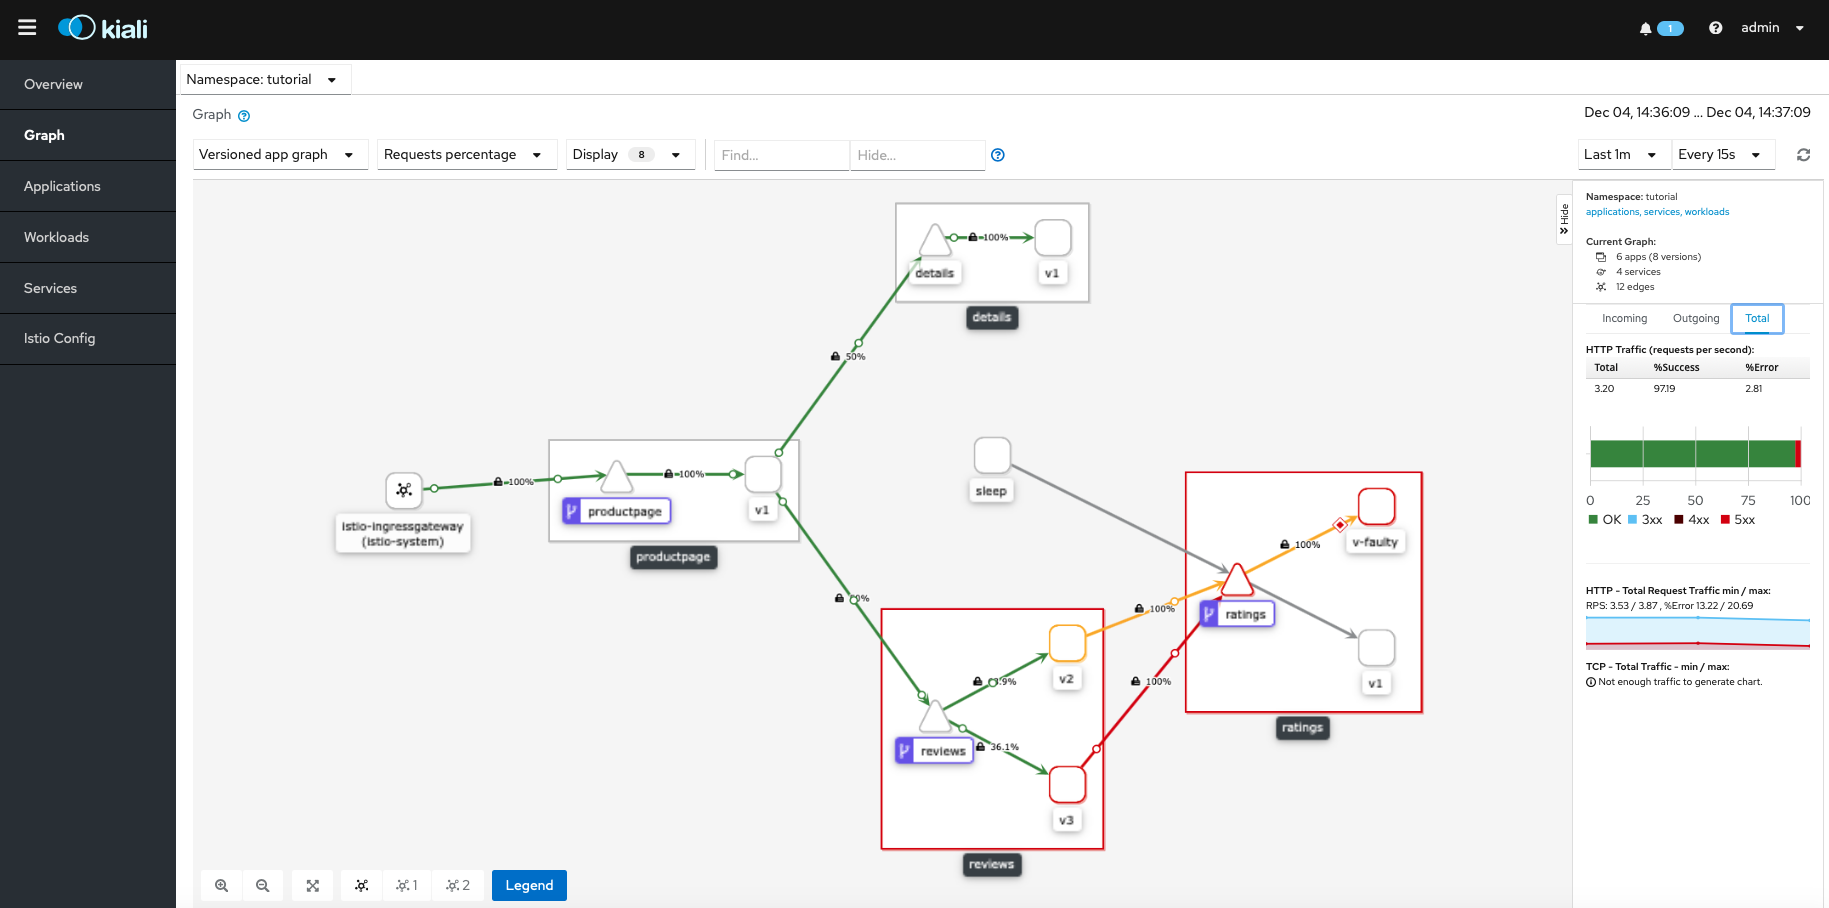 kiali
1
admin
Overview
Graph
Applications
Workloads
Services
Istio Config
Namespace: tutorial
Graph
Dec 04, 14:36:09 ... Dec 04, 14:37:09
Versioned app graph
Requests percentage
Display 8
Find...
Hide...
Last 1m
Every 15s
Hide
100%
details
v1
details
50%
100%
100%
istio-ingressgateway
(istio-system)
productpage
v1
productpage
sleep
100%
v-faulty
100%
ratings
v1
ratings
v2
100%
36.1%
reviews
v3
reviews
1
2
Legend
Namespace: tutorial
applications, services, workloads
Current Graph:
6 apps (8 versions)
4 services
12 edges
Incoming Outgoing Total
HTTP Traffic (requests per second):
Total %Success %Error
3.20 97.19 2.81
0 25 50 75 100
OK 3xx 4xx 5xx
HTTP - Total Request Traffic min / max:
RPS: 3.53 / 3.87 , %Error 13.22 / 20.69
TCP - Total Traffic - min / max:
Not enough traffic to generate chart.